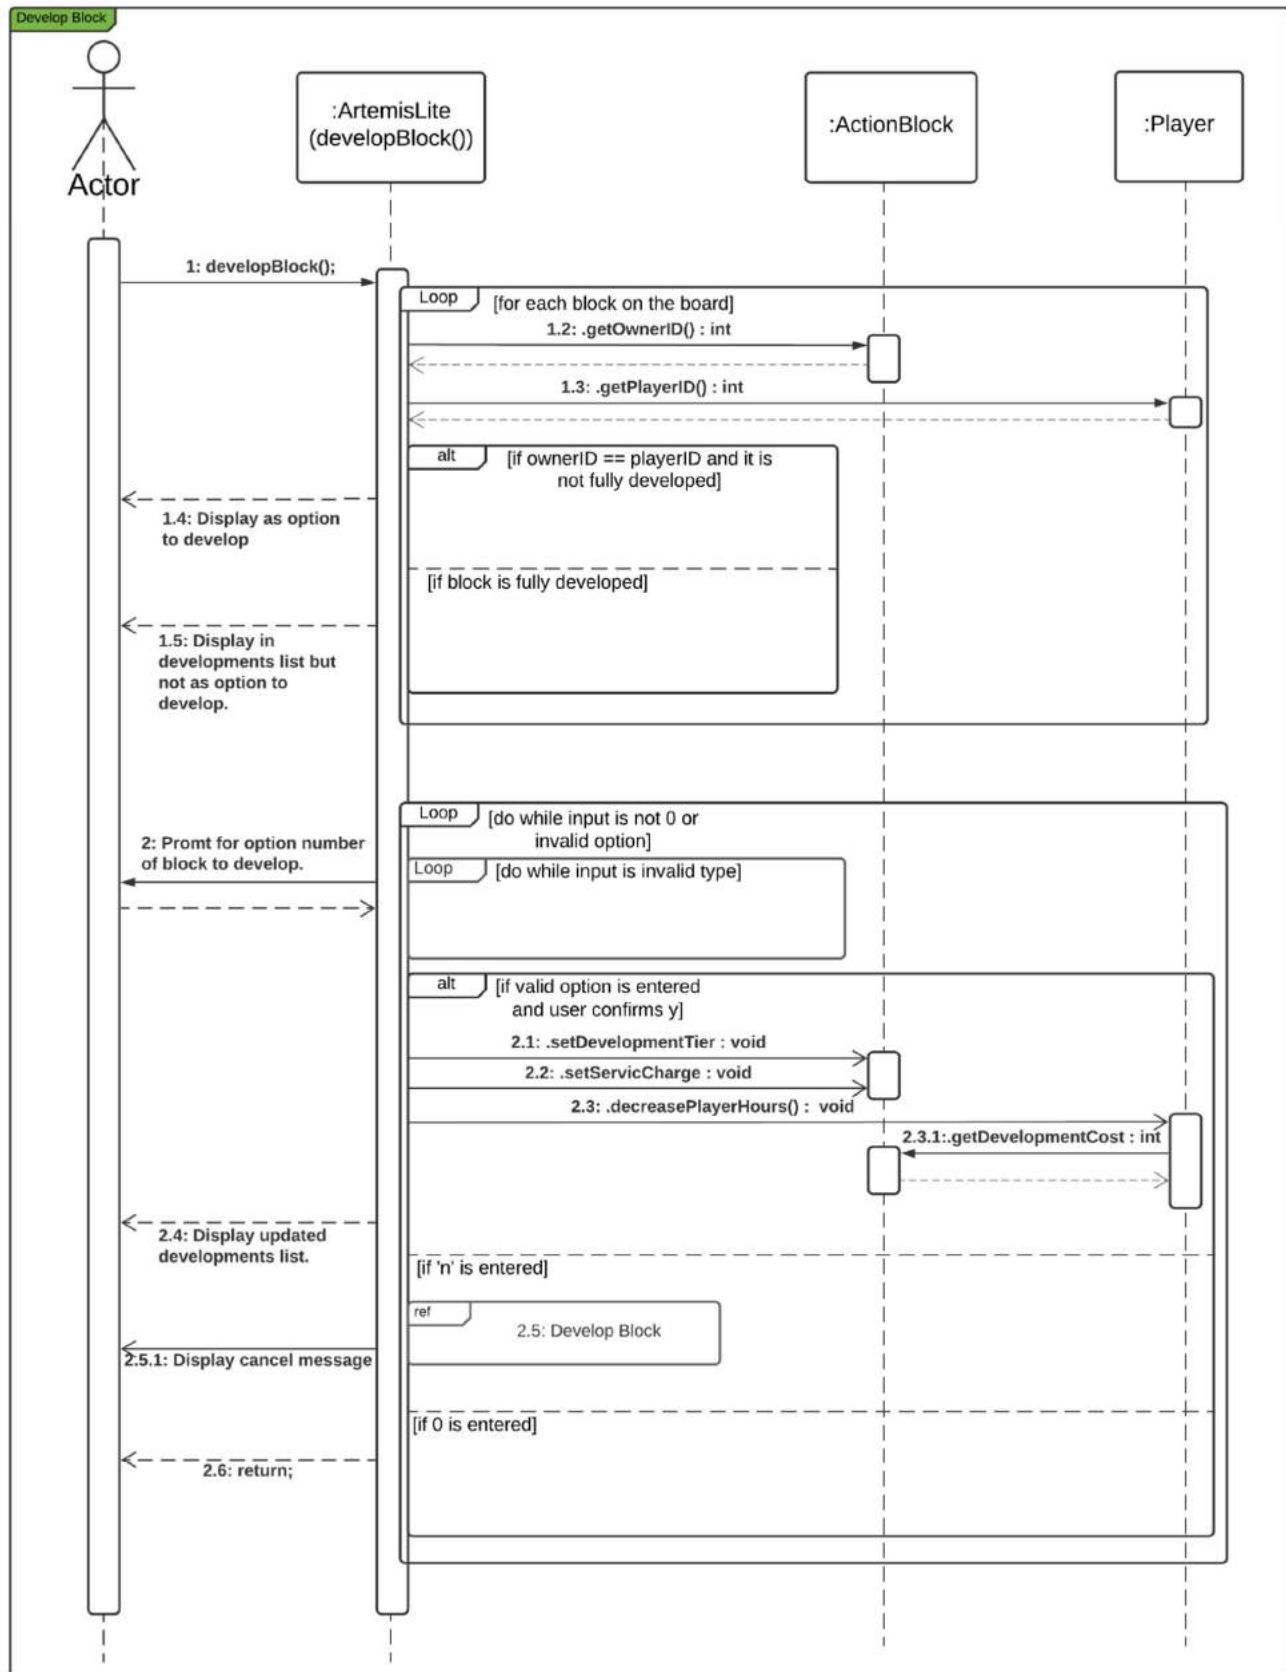 Develop Block
Actor
:ArtemisLite
(developBlock())
:ActionBlock
:Player
1: developBlock();
Loop
[for each block on the board]
1.2: .getOwnerID() : int
1.3: .getPlayerID() : int
alt
[if ownerID == playerID and it is
not fully developed]
1.4: Display as option
to develop
[if block is fully developed]
1.5: Display in
developments list but
not as option to
develop.
Loop
[do while input is not 0 or
invalid option]
2: Promt for option number
of block to develop.
Loop
[do while input is invalid type]
alt
[if valid option is entered
and user confirms y]
2.1: .setDevelopmentTier : void
2.2: .setServicCharge : void
2.3: .decreasePlayerHours() : void
2.3.1:.getDevelopmentCost : int
2.4: Display updated
developments list.
[if 'n' is entered]
ref
2.5: Develop Block
2.5.1: Display cancel message
[if 0 is entered]
2.6: return;